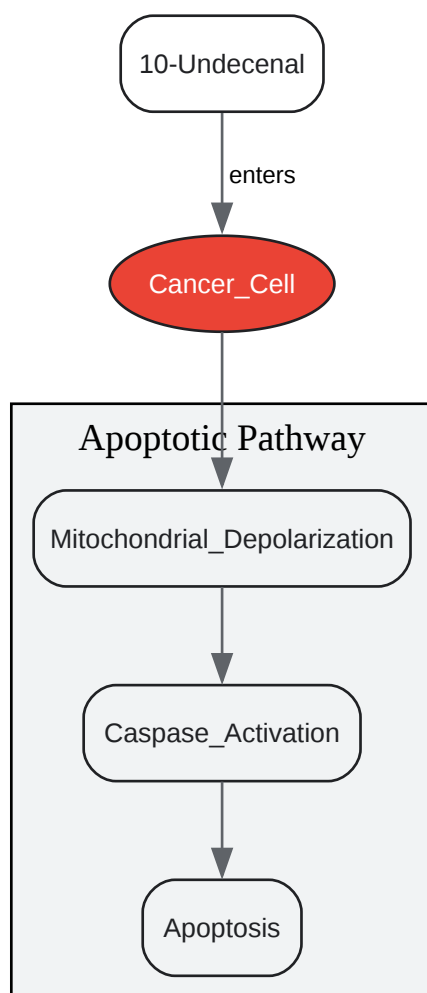 10-Undecenal
enters
Cancer_Cell
Apoptotic Pathway
Mitochondrial_Depolarization
Caspase_Activation
Apoptosis